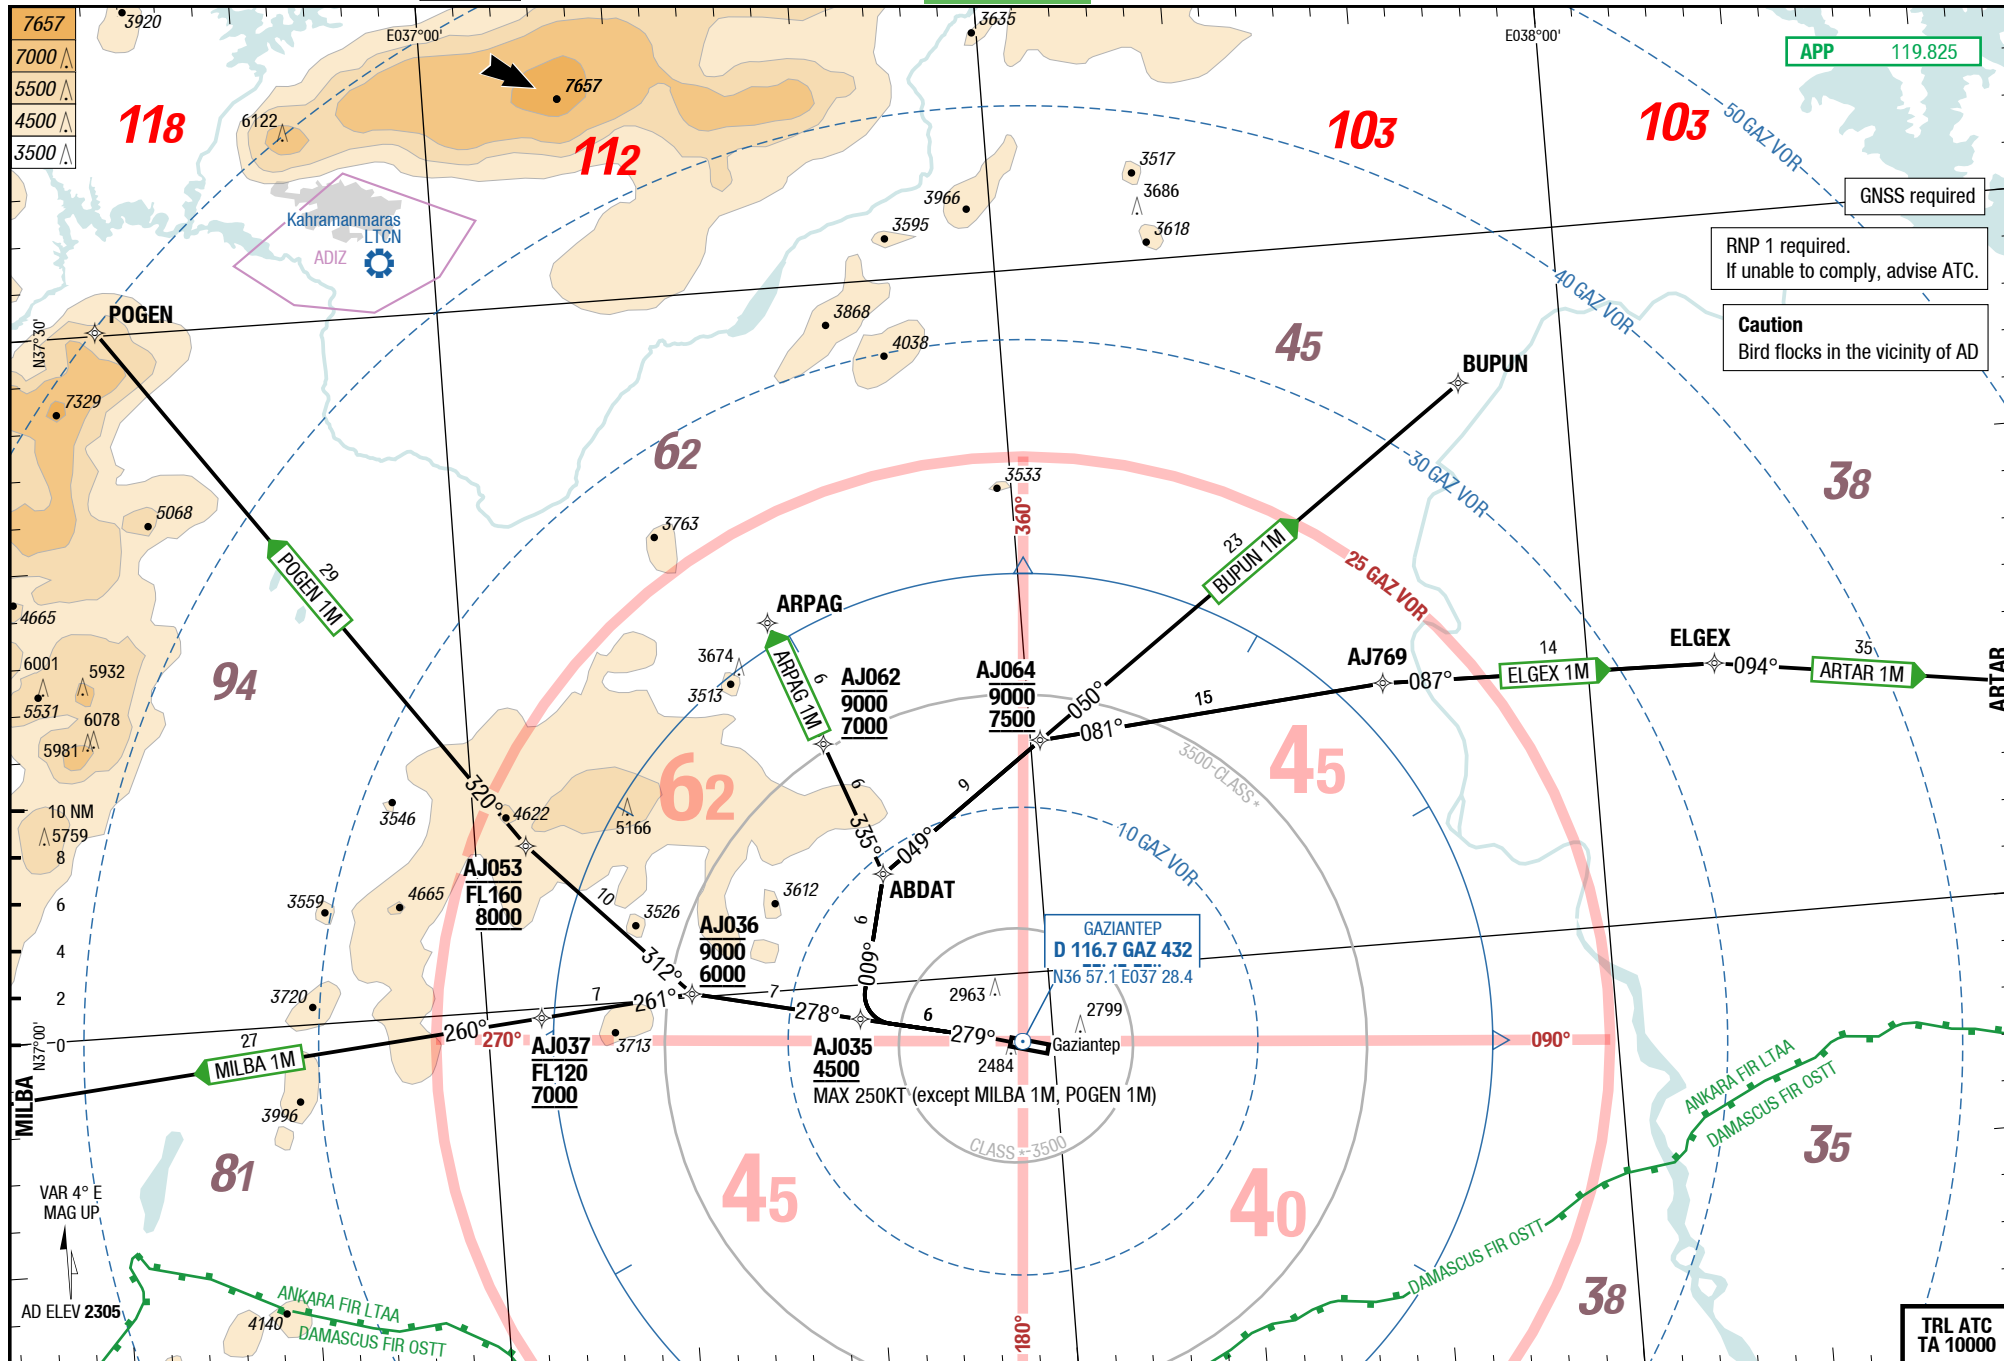 7657
7000
5500
4500
3500
3920
E037°00'
3635
E038°00'
APP 119.825
118
6122
7657
112
103
103
50 GAZ VOR
3517
3686
3966
3595
3618
GNSS required
Kahramanmaras
LTCN
ADIZ
RNP 1 required.
If unable to comply, advise ATC.
40 GAZ VOR
Caution
Bird flocks in the vicinity of AD
POGEN
N37°30'
3868
4038
45
BUPUN
7329
62
30 GAZ VOR
38
3533
360°
5068
3763
23
BUPUN 1M
25 GAZ VOR
29
POGEN 1M
4665
ARPAG
6001
5932
5531
6078
5981
94
3674
3513
6
ARPAG 1M
AJ062
9000
7000
AJ064
9000
7500
050°
081°
15
AJ769
087°
14
ELGEX 1M
ELGEX
094°
35
ARTAR 1M
ARTAR
3500-CLASS *
62
45
320°
4622
5166
3546
6
335°
9
049°
10 GAZ VOR
10 NM
5759
8
6
4
2
0
AJ053
FL160
8000
10
4665
3559
3526
3612
ABDAT
6
009°
AJ036
9000
6000
312°
GAZIANTEP
D 116.7 GAZ 432
N36 57.1 E037 28.4
2963
2799
3720
7
261°
7
278°
6
279°
260°
270°
090°
N37°00'
27
MILBA 1M
MILBA
AJ037
FL120
7000
3713
AJ035
4500
MAX 250KT (except MILBA 1M, POGEN 1M)
2484
Gaziantep
3996
CLASS *-3500
ANKARA FIR LTAA
DAMASCUS FIR OSTT
35
81
45
40
VAR 4° E
MAG UP
AD ELEV 2305
ANKARA FIR LTAA
DAMASCUS FIR OSTT
4140
180°
DAMASCUS FIR OSTT
38
TRL ATC
TA 10000